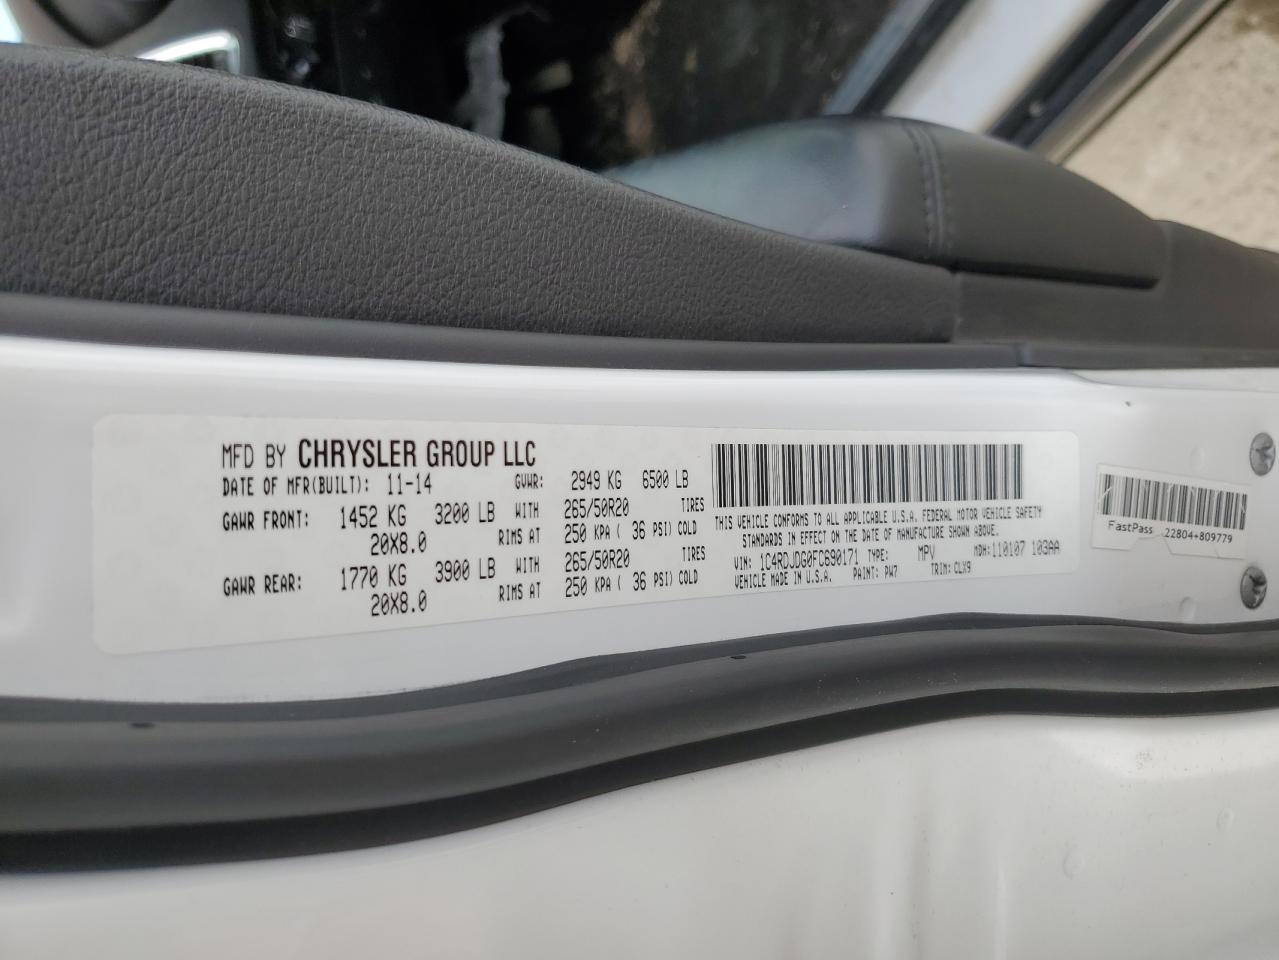 MFD BY CHRYSLER GROUP LLC
DATE OF MFR(BUILT): 11-14 GVWR: 2949 KG 6500 LB
GAWR FRONT: 1452 KG 3200 LB WITH 265/50R20 TIRES
20X8.0 RIMS AT 250 KPA ( 36 PSI) COLD
GAWR REAR: 1770 KG 3900 LB WITH 265/50R20 TIRES
20X8.0 RIMS AT 250 KPA ( 36 PSI) COLD
THIS VEHICLE CONFORMS TO ALL APPLICABLE U.S.A. FEDERAL MOTOR VEHICLE SAFETY
STANDARDS IN EFFECT ON THE DATE OF MANUFACTURE SHOWN ABOVE.
VIN: 1C4RDJDG0FC690171 TYPE: MPV MDH:110107 103AA
VEHICLE MADE IN U.S.A. PAINT: PW7 TRIM: CLX9
FastPass 22804+809779